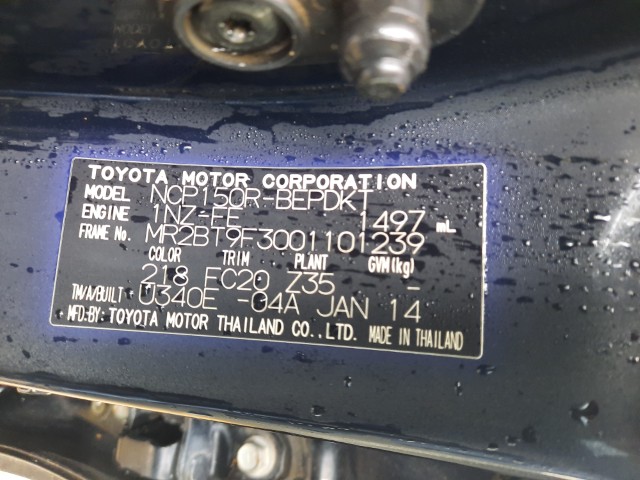 TOYOTA MOTOR CORPORATION
MODEL NCP150R-BEPDKT
ENGINE 1NZ-FE 1497 mL
FRAME No. MR2BT9F3001101239
COLOR TRIM PLANT GVM(kg)
218 FC20 Z35 -
TM/A/BUILT U340E -04A JAN 14
MFD.BY: TOYOTA MOTOR THAILAND CO.,LTD. MADE IN THAILAND